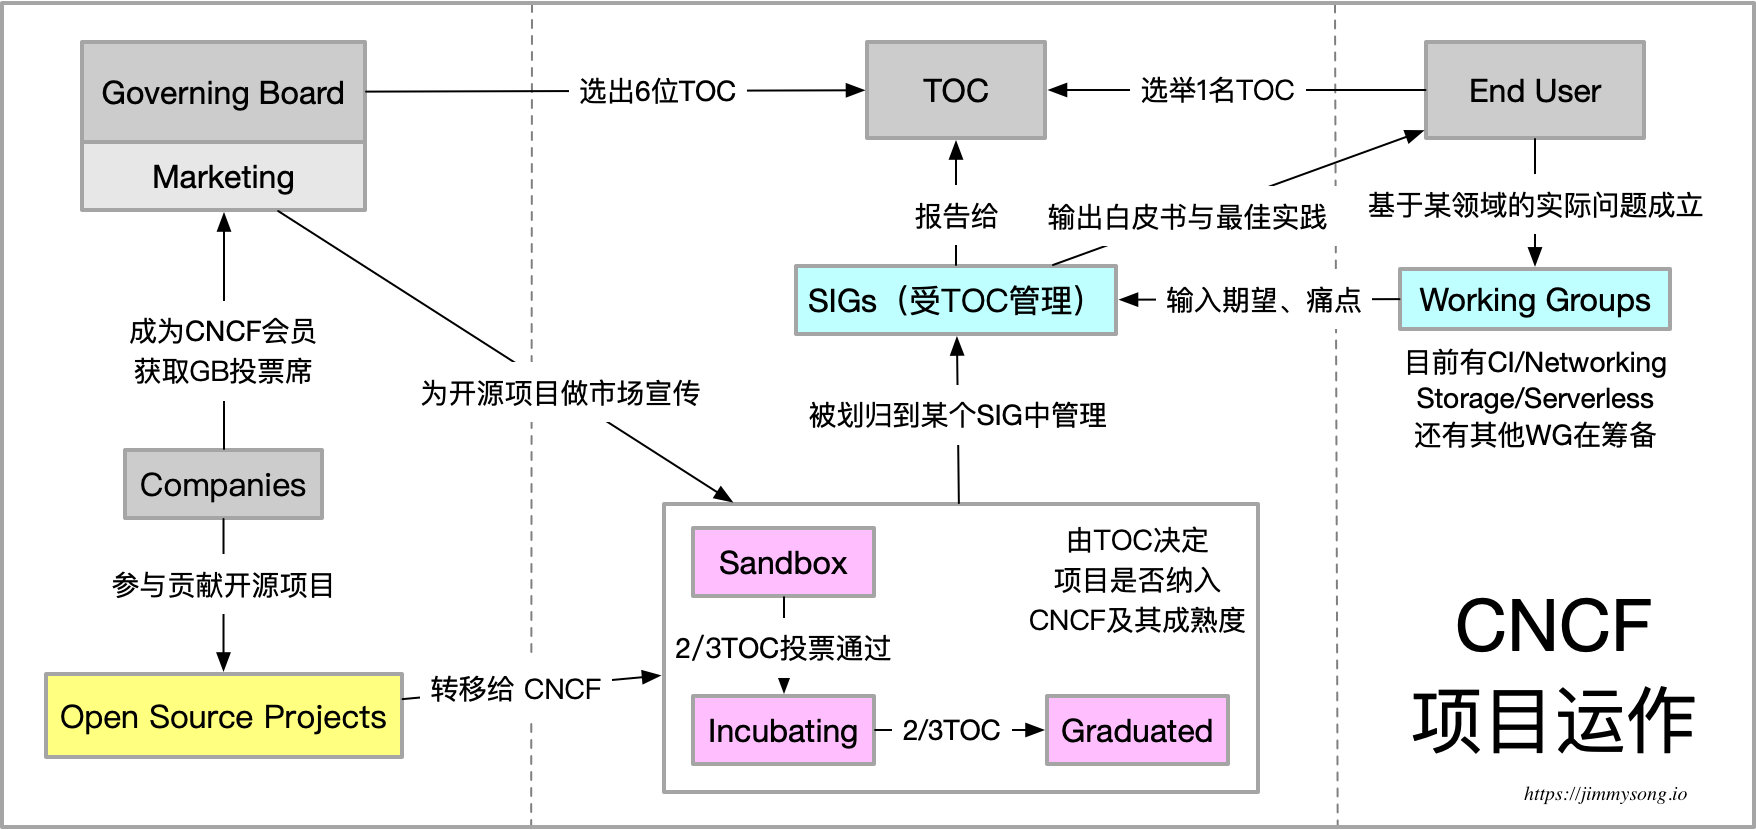 Governing Board
Marketing
选出6位TOC
TOC
选举1名TOC
End User
报告给
输出白皮书与最佳实践
基于某领域的实际问题成立
SIGs（受TOC管理）
输入期望、痛点
Working Groups
目前有CI/Networking
Storage/Serverless
还有其他WG在筹备
成为CNCF会员
获取GB投票席
为开源项目做市场宣传
被划归到某个SIG中管理
Companies
参与贡献开源项目
Open Source Projects
转移给 CNCF
Sandbox
由TOC决定
项目是否纳入
CNCF及其成熟度
2/3TOC投票通过
Incubating
2/3TOC
Graduated
CNCF
项目运作
https://jimmysong.io